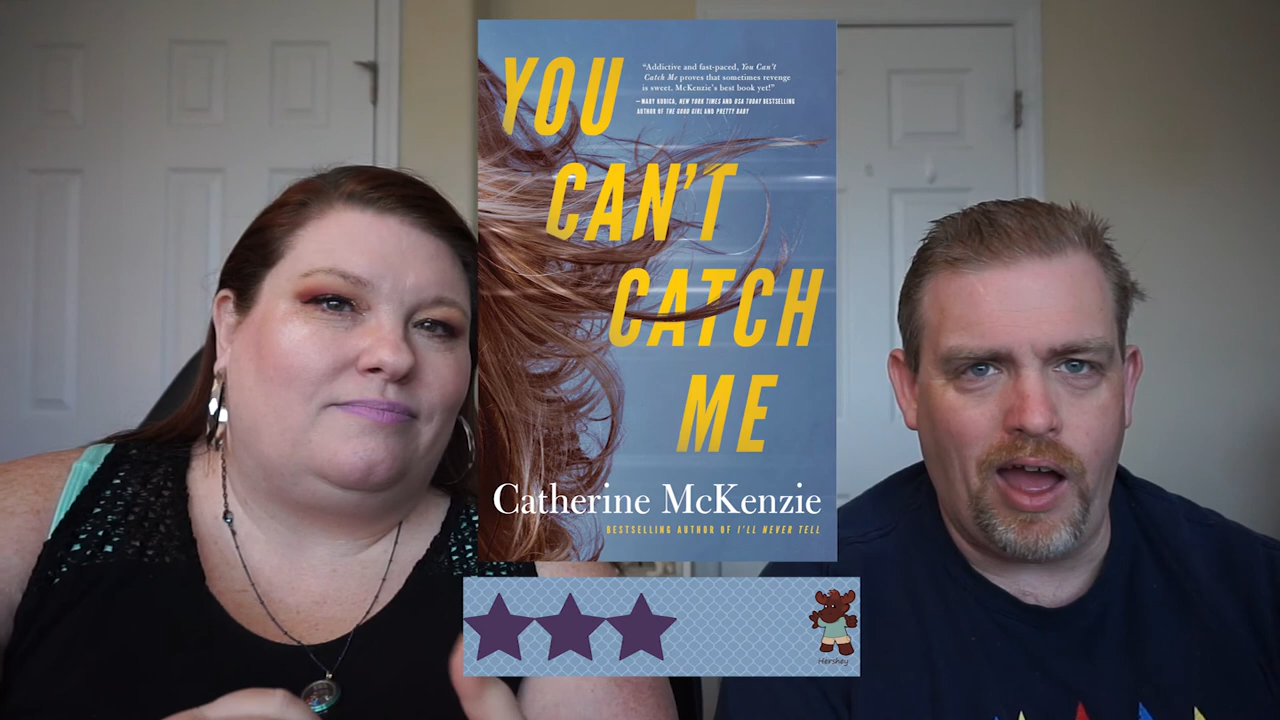 YOU
"Addictive and fast-paced, You Can't
Catch Me proves that sometimes revenge
is sweet. McKenzie's best book yet!"
—MARY KUBICA, NEW YORK TIMES AND USA TODAY BESTSELLING
AUTHOR OF THE GOOD GIRL AND PRETTY BABY
CAN'T
CATCH
ME
Catherine McKenzie
BESTSELLING AUTHOR OF I'LL NEVER TELL
Hershey